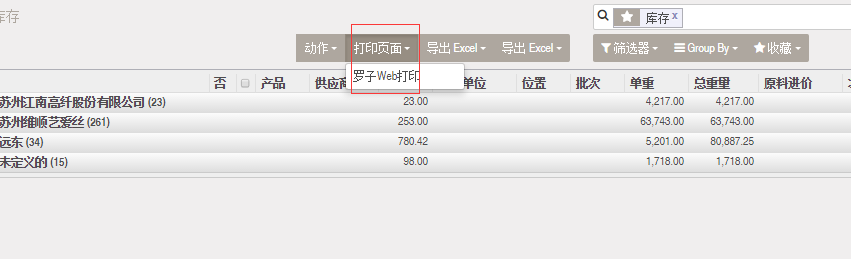 库存
库存 x
动作 打印页面 导出 Excel 导出 Excel 筛选器 Group By 收藏
罗子Web打印
否 产品 供应商 单位 位置 批次 单重 总重量 原料进价
苏州江南高纤股份有限公司 (23) 23.00 4,217.00 4,217.00
苏州维顺艺爱丝 (261) 253.00 63,743.00 63,743.00
远东 (34) 780.42 5,201.00 80,887.25
未定义的 (15) 98.00 1,718.00 1,718.00